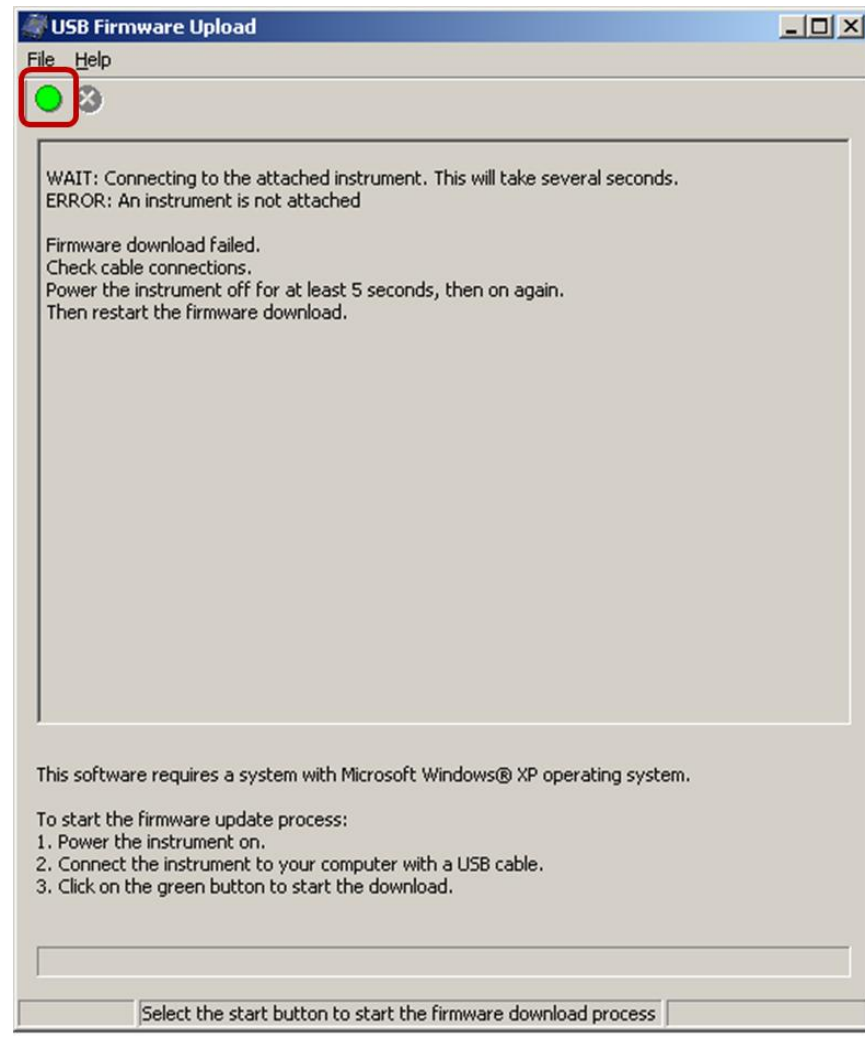 USB Firmware Upload
File Help
WAIT: Connecting to the attached instrument. This will take several seconds.
ERROR: An instrument is not attached
Firmware download failed.
Check cable connections.
Power the instrument off for at least 5 seconds, then on again.
Then restart the firmware download.
This software requires a system with Microsoft Windows® XP operating system.
To start the firmware update process:
1. Power the instrument on.
2. Connect the instrument to your computer with a USB cable.
3. Click on the green button to start the download.
Select the start button to start the firmware download process